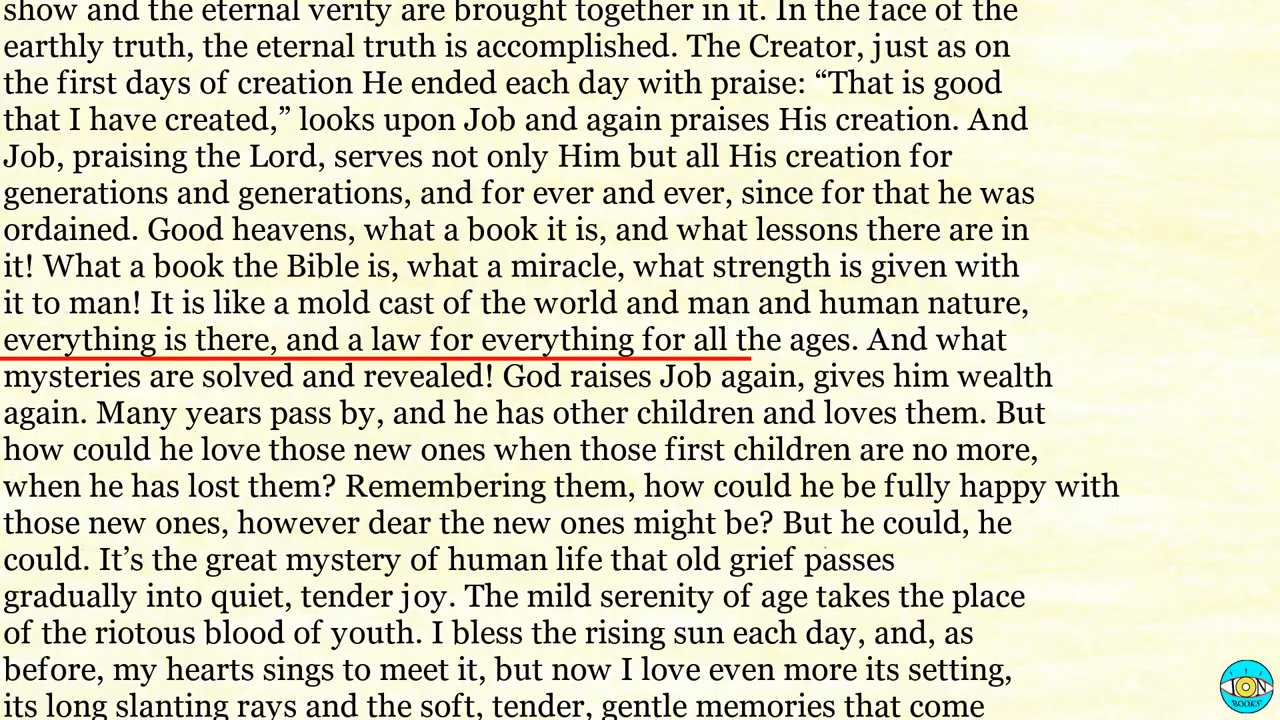 show and the eternal verity are brought together in it. In the face of the
earthly truth, the eternal truth is accomplished. The Creator, just as on
the first days of creation He ended each day with praise: “That is good
that I have created,” looks upon Job and again praises His creation. And
Job, praising the Lord, serves not only Him but all His creation for
generations and generations, and for ever and ever, since for that he was
ordained. Good heavens, what a book it is, and what lessons there are in
it! What a book the Bible is, what a miracle, what strength is given with
it to man! It is like a mold cast of the world and man and human nature,
everything is there, and a law for everything for all the ages. And what
mysteries are solved and revealed! God raises Job again, gives him wealth
again. Many years pass by, and he has other children and loves them. But
how could he love those new ones when those first children are no more,
when he has lost them? Remembering them, how could he be fully happy with
those new ones, however dear the new ones might be? But he could, he
could. It’s the great mystery of human life that old grief passes
gradually into quiet, tender joy. The mild serenity of age takes the place
of the riotous blood of youth. I bless the rising sun each day, and, as
before, my hearts sings to meet it, but now I love even more its setting,
its long slanting rays and the soft, tender, gentle memories that come
ION
BOOKS